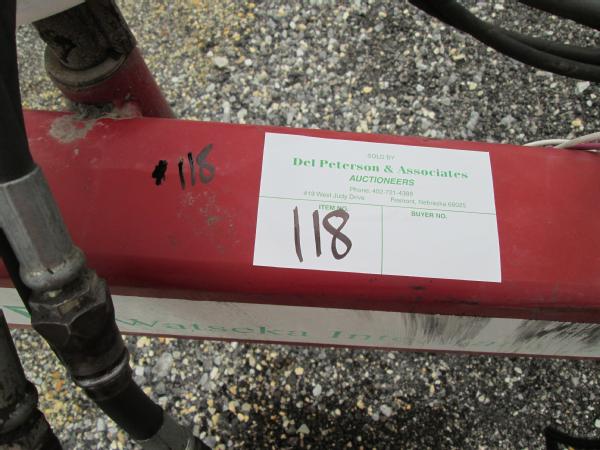 #118
SOLD BY
Del Peterson & Associates
AUCTIONEERS
Phone: 402-721-4388
419 West Judy Drive Fremont, Nebraska 68025
ITEM NO. BUYER NO.
118
Watseka